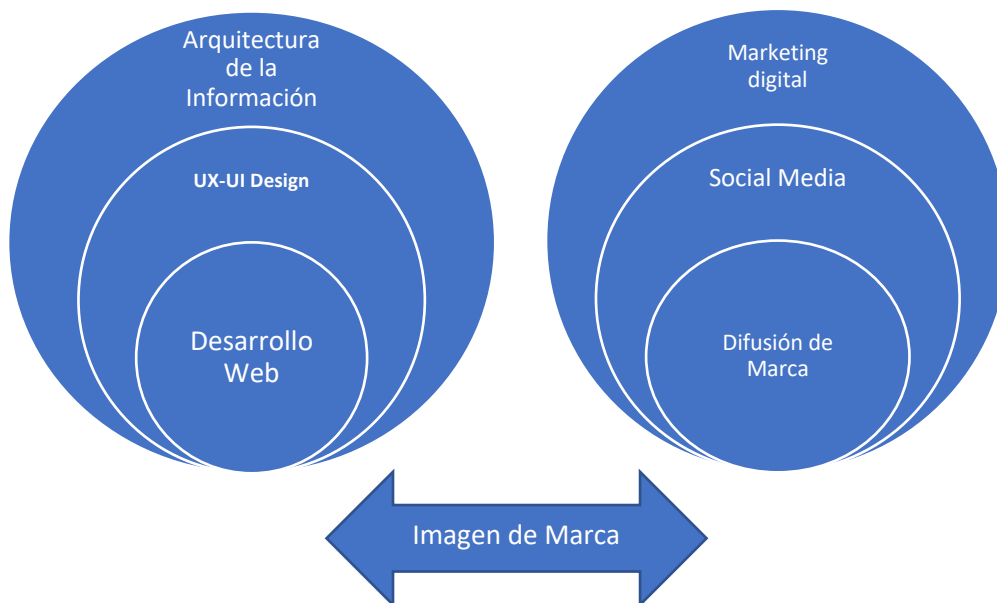 Arquitectura
de la
Información
UX-UI Design
Desarrollo
Web
Marketing
digital
Social Media
Difusión de
Marca
Imagen de Marca